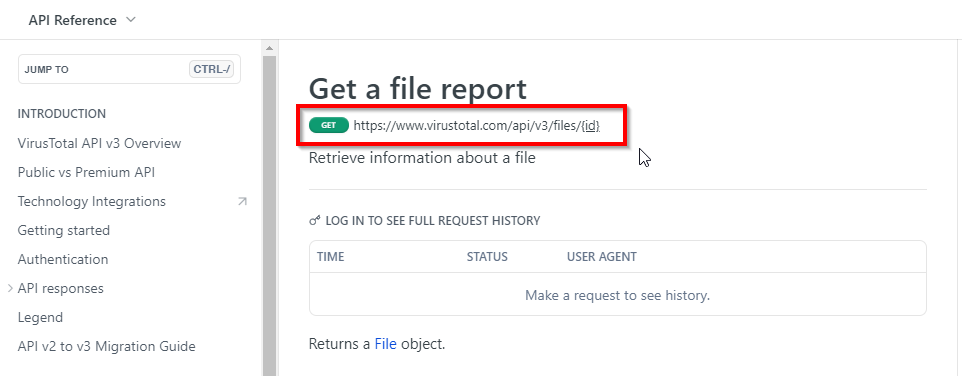 API Reference
JUMP TO CTRL-/
INTRODUCTION
VirusTotal API v3 Overview
Public vs Premium API
Technology Integrations
Getting started
Authentication
API responses
Legend
API v2 to v3 Migration Guide
Get a file report
GET https://www.virustotal.com/api/v3/files/{id}
Retrieve information about a file
LOG IN TO SEE FULL REQUEST HISTORY
TIME STATUS USER AGENT
Make a request to see history.
Returns a File object.